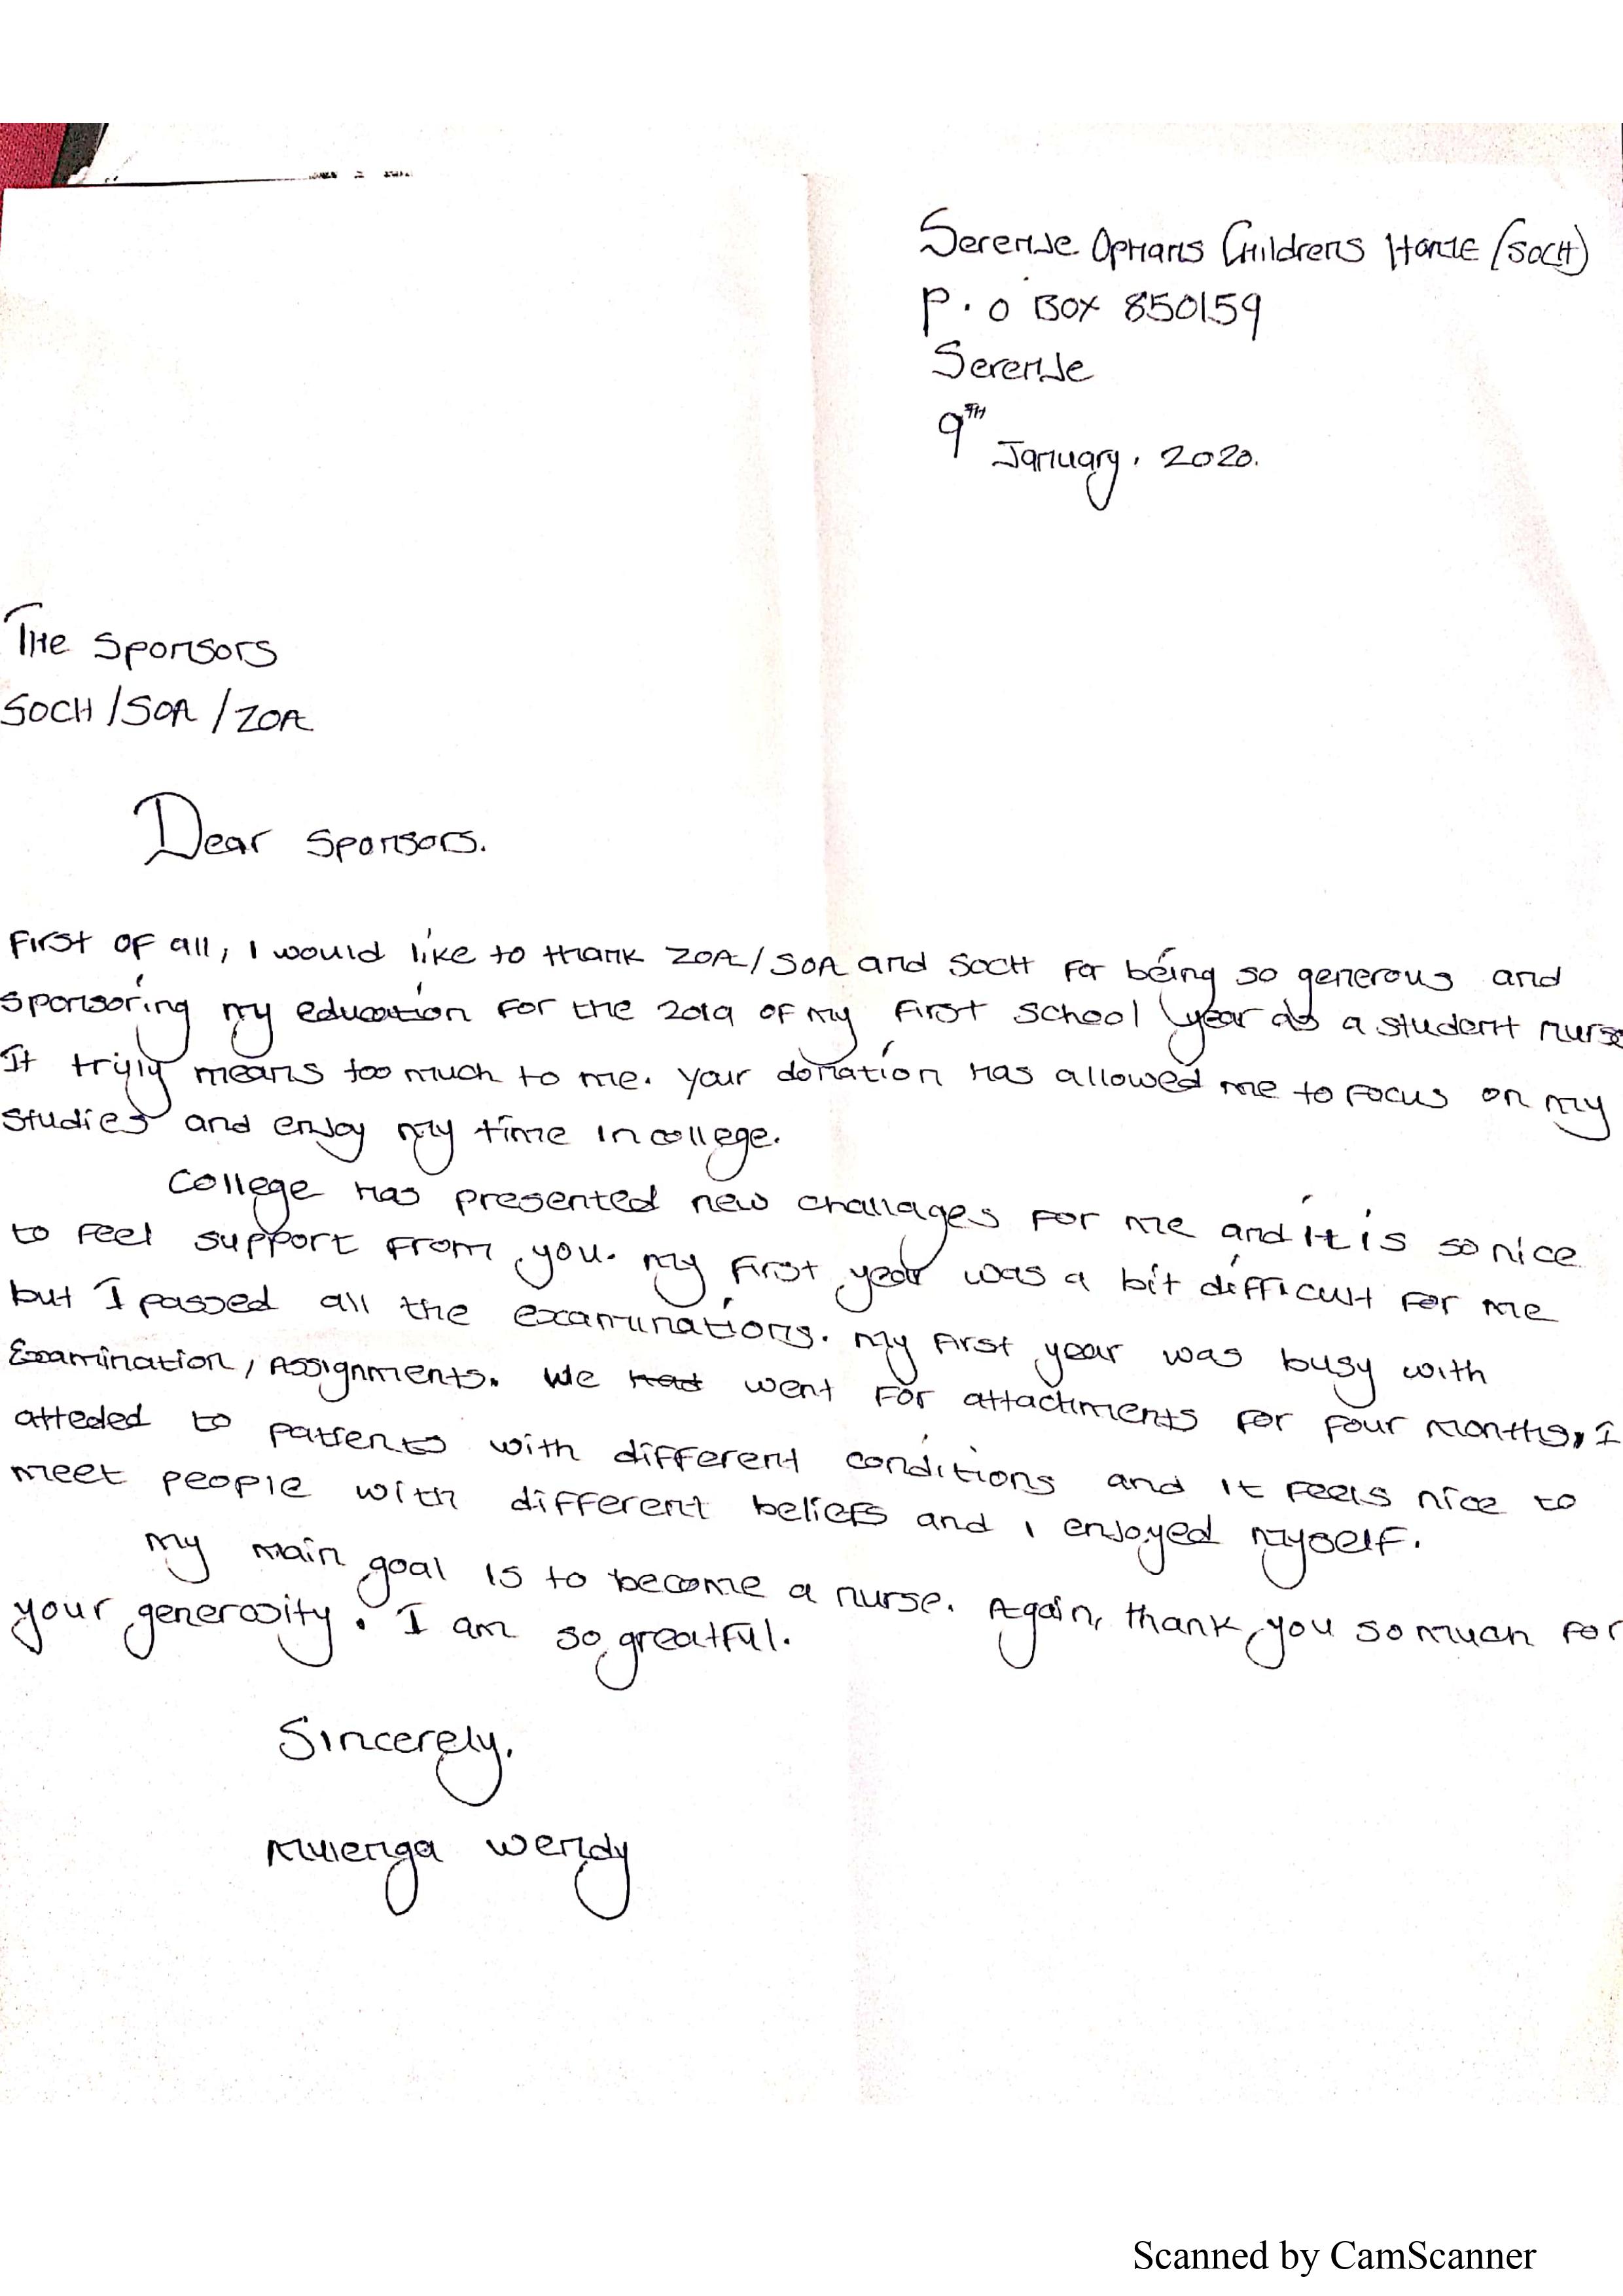 Serenje Ophans Childrens Home (SOCH)
P.O BOX 850159
Serenje
9TH January, 2020.
The Sponsors
SOCH/SOA/ZOA
Dear Sponsors.
First of all, I would like to thank ZOA/SOA and SOCH for being so generous and
sponsoring my education for the 2019 of my first school year as a student nurse
It tryly means too much to me. Your donation has allowed me to focus on my
studies and enjoy my time in college.
College has presented new challages for me and it is so nice
to feel support from you. My first year was a bit difficult for me
but I passed all the examinations. My first year was busy with
Examination, Assignments. We had went for attachments for four months, I
atteded to patients with different conditions and it feels nice to
meet people with different beliefs and I enjoyed myself.
My main goal is to become a nurse. Again, thank you so much for
your generosity. I am so greatful.
Sincerely,
Mulenga Wendy
Scanned by CamScanner